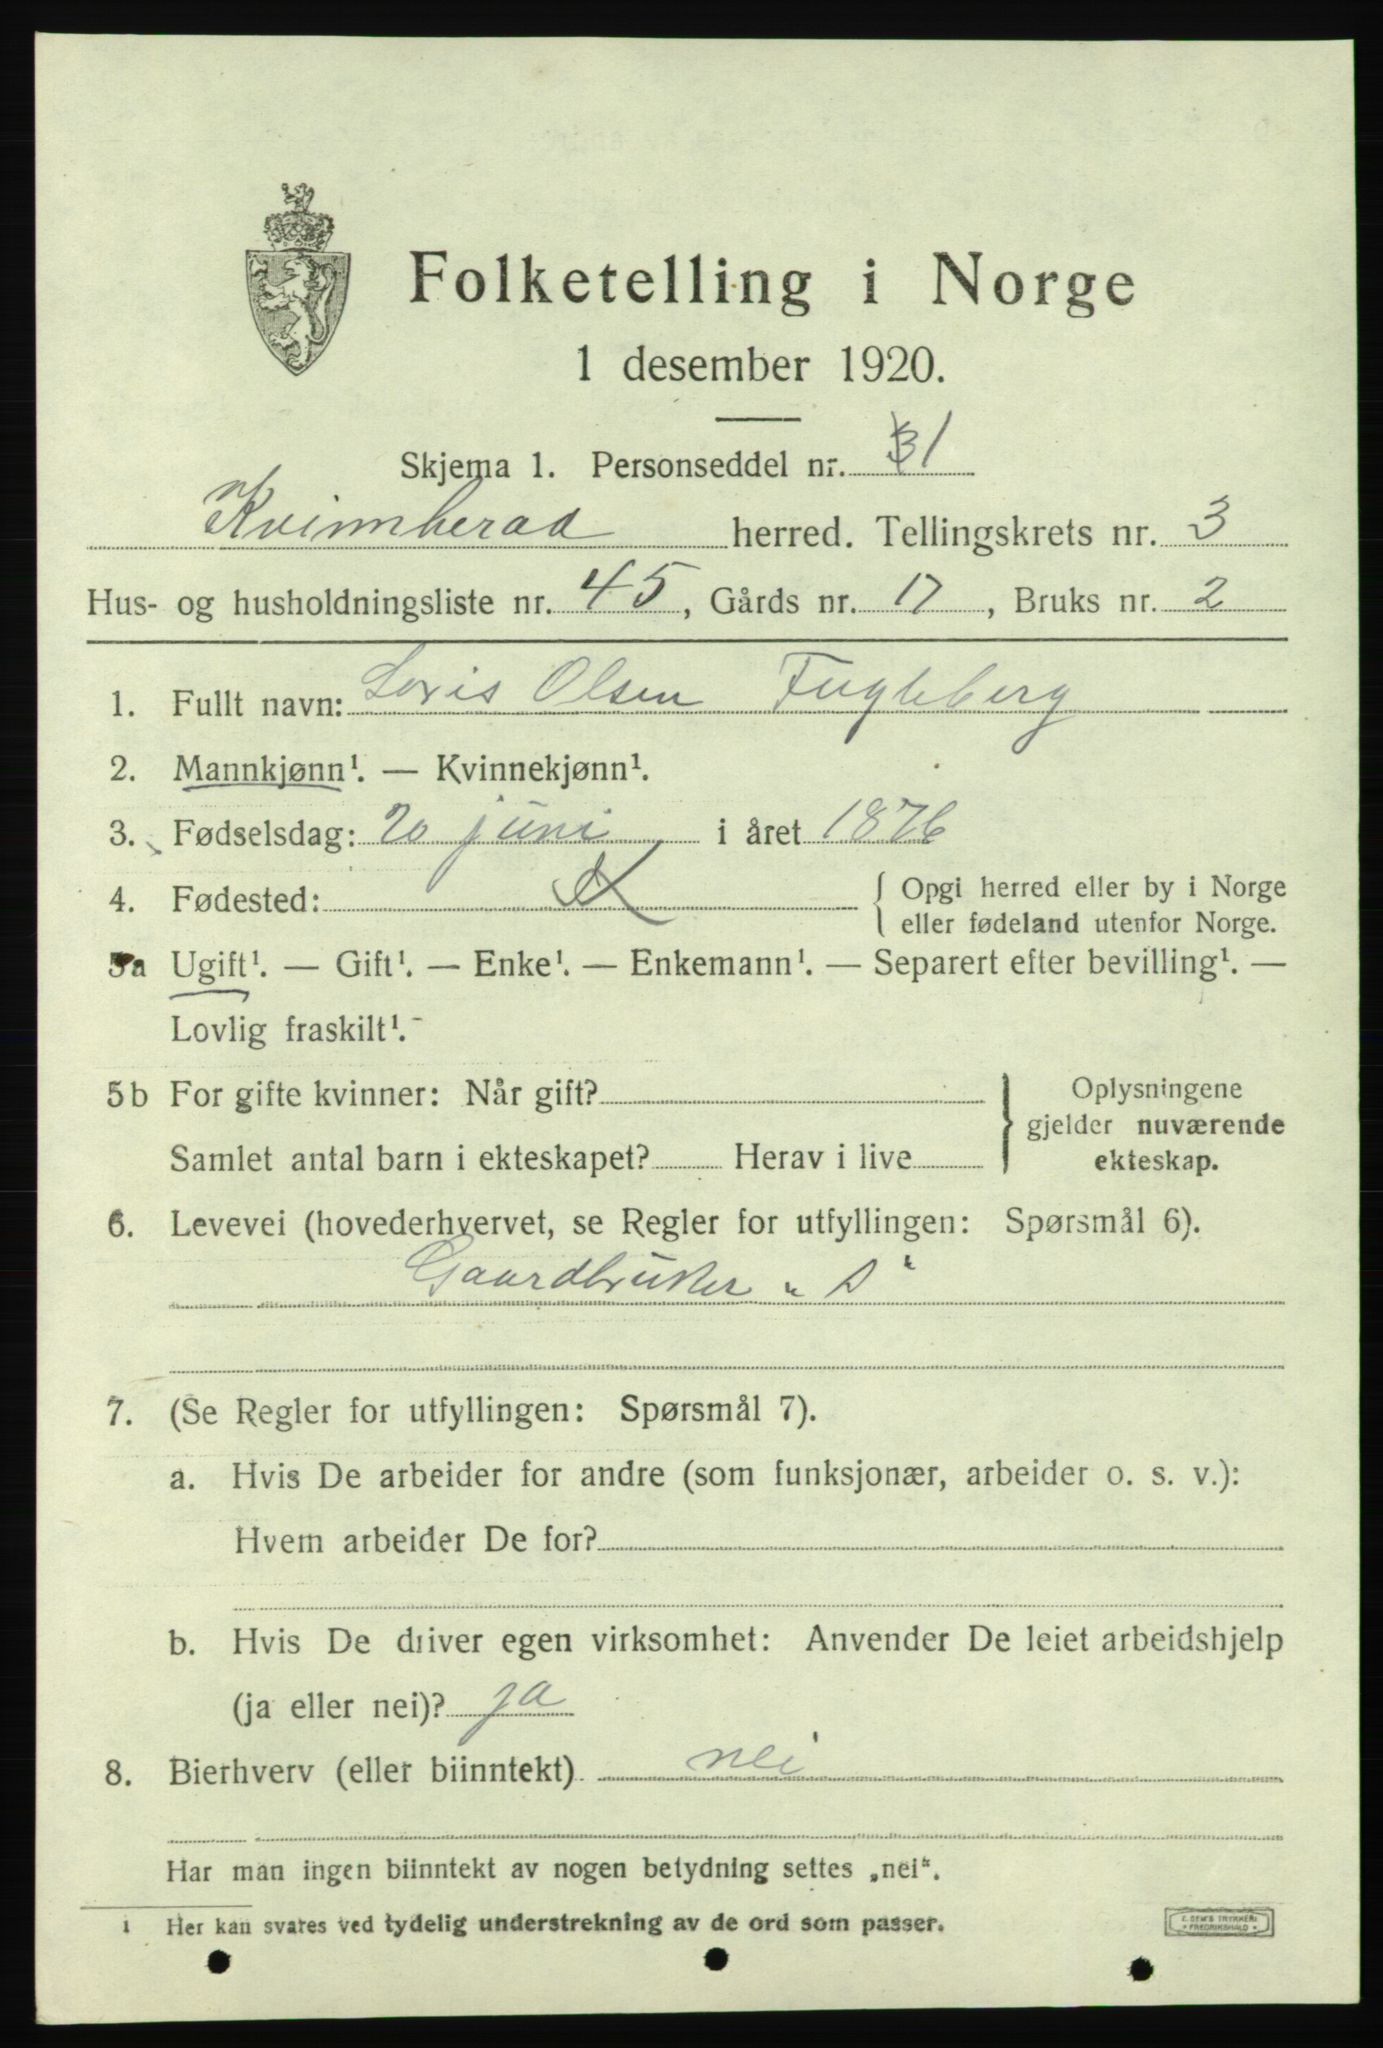 Folketelling i Norge
1 desember 1920.
Skjema 1. Personseddel nr. 1
Kvinnherad herred. Tellingskrets nr. 3
Hus- og husholdningsliste nr. 45, Gårds nr. 17, Bruks nr. 2
1. Fullt navn: Olsen Fugleberg
2. Mannkjønn¹. — Kvinnekjønn¹.
3. Fødselsdag: 20 juni i året 1876
4. Fødested: { Opgi herred eller by i Norge
eller fødeland utenfor Norge.
5a Ugift¹. — Gift¹. — Enke¹. — Enkemann¹. — Separert efter bevilling¹. —
Lovlig fraskilt¹.
5b For gifte kvinner: Når gift? } Oplysningene
gjelder nuværende
Samlet antal barn i ekteskapet? Herav i live ekteskap.
6. Levevei (hovederhvervet, se Regler for utfyllingen: Spørsmål 6).
Gaardbruker „ S "
7. (Se Regler for utfyllingen: Spørsmål 7).
a. Hvis De arbeider for andre (som funksjonær, arbeider o. s. v.):
Hvem arbeider De for?
b. Hvis De driver egen virksomhet: Anvender De leiet arbeidshjelp
(ja eller nei)? ja
8. Bierhverv (eller biinntekt) nei
Har man ingen biinntekt av nogen betydning settes „nei“.
1 Her kan svares ved tydelig understrekning av de ord som passer.
E. SEM'S TRYKKERI
FREDRIKSHALD